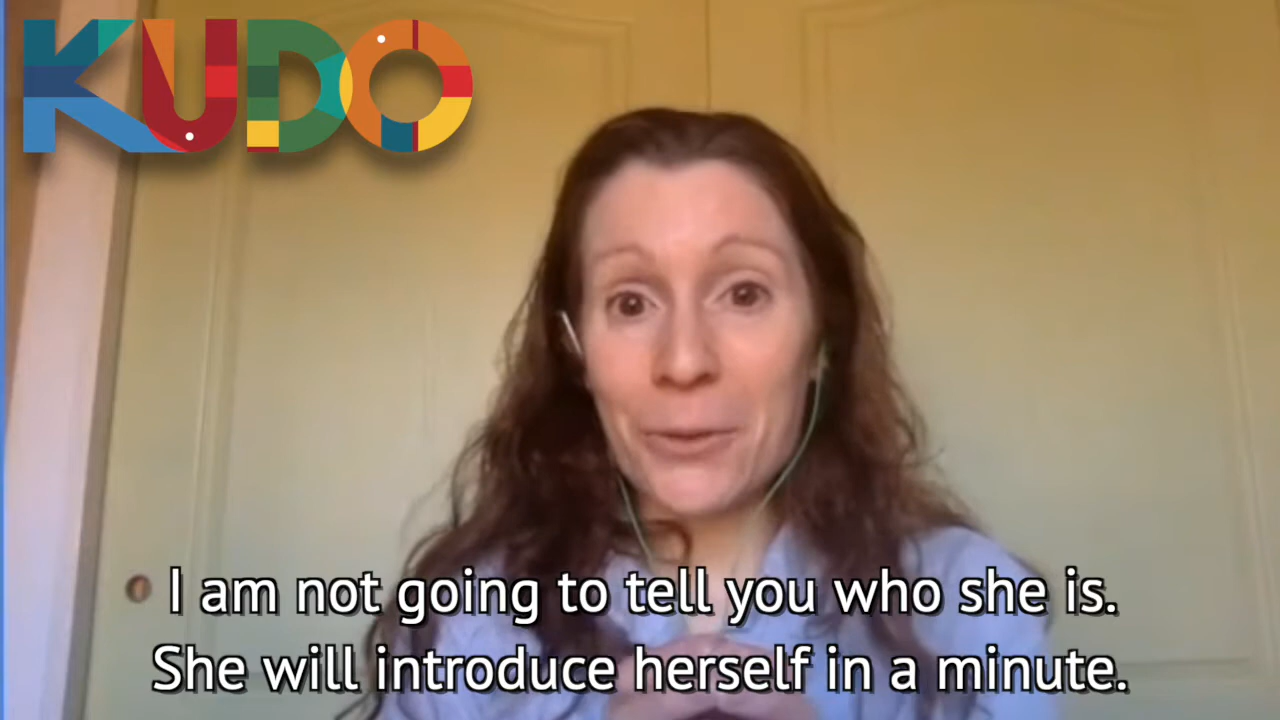 KUDO
I am not going to tell you who she is.
She will introduce herself in a minute.